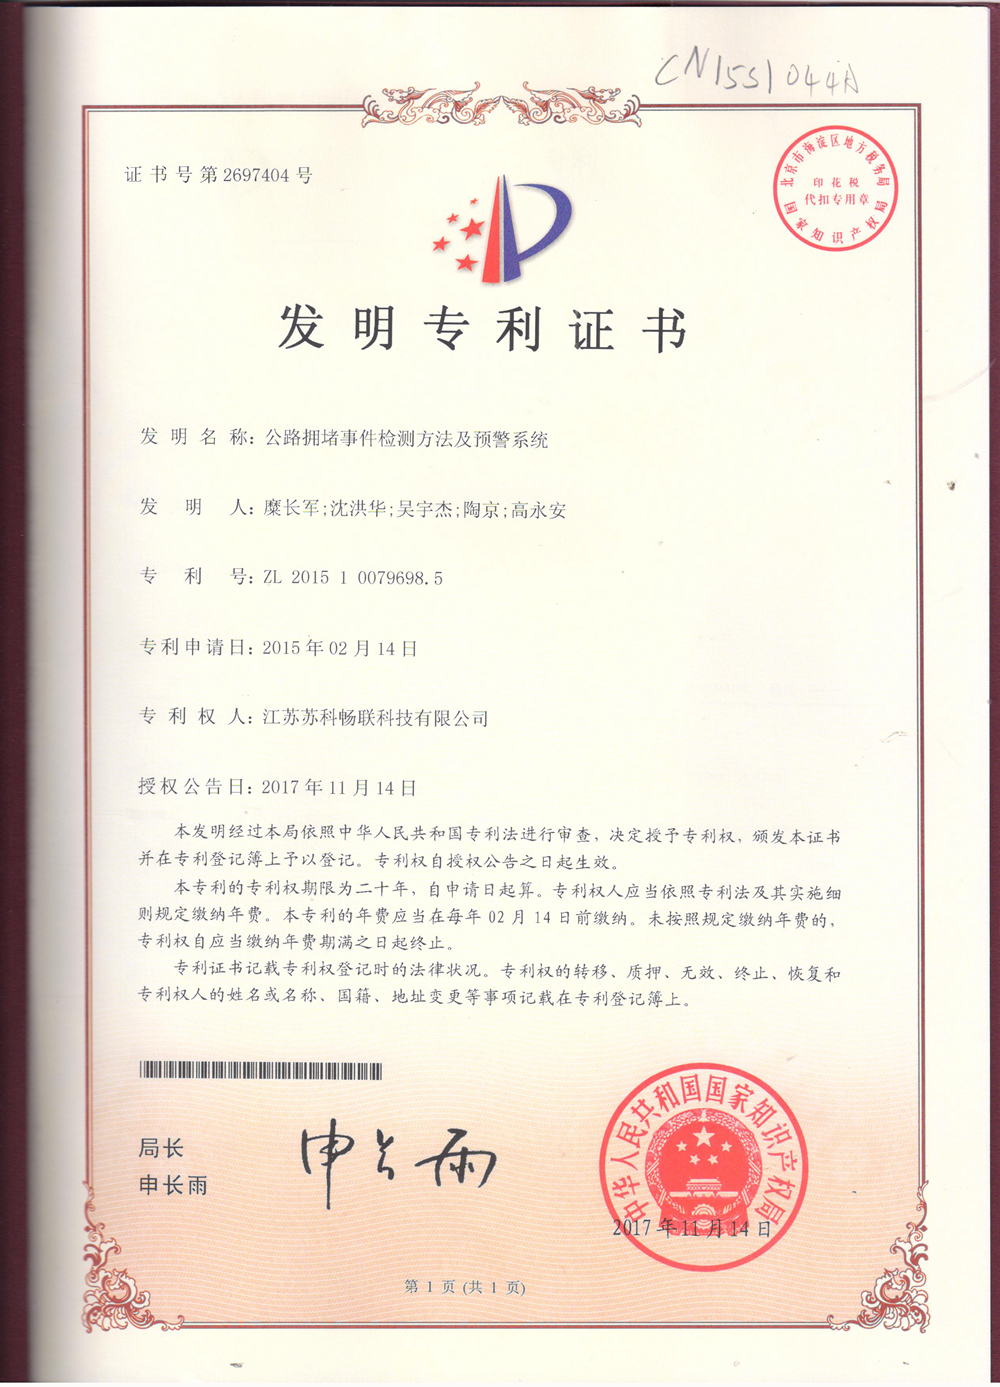 CN1551044A
证书号第2697404号
北京市海淀区地方税务局
印花税
代扣专用章
国家知识产权局
发明专利证书
发明名称：公路拥堵事件检测方法及预警系统
发明人：糜长军;沈洪华;吴宇杰;陶京;高永安
专利号：ZL 2015 1 0079698.5
专利申请日：2015年02月14日
专利权人：江苏苏科畅联科技有限公司
授权公告日：2017年11月14日
本发明经过本局依照中华人民共和国专利法进行审查，决定授予专利权，颁发本证书
并在专利登记簿上予以登记。专利权自授权公告之日起生效。
本专利的专利权期限为二十年，自申请日起算。专利权人应当依照专利法及其实施细
则规定缴纳年费。本专利的年费应当在每年02月14日前缴纳。未按照规定缴纳年费的，
专利权自应当缴纳年费期满之日起终止。
专利证书记载专利权登记时的法律状况。专利权的转移、质押、无效、终止、恢复和
专利权人的姓名或名称、国籍、地址变更等事项记载在专利登记簿上。
局长
申长雨
申长雨
中华人民共和国国家知识产权局
2017年11月14日
第1页(共1页)